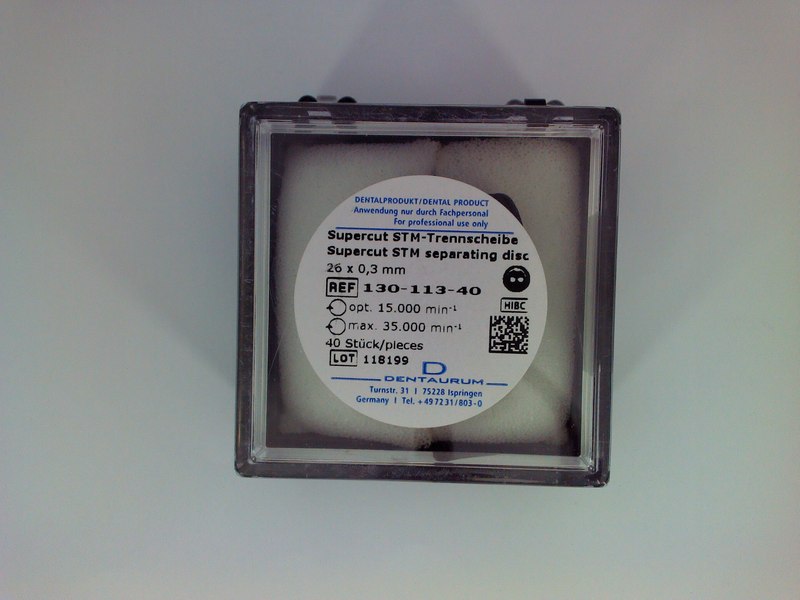 DENTALPRODUKT/DENTAL PRODUCT
Anwendung nur durch Fachpersonal
For professional use only
Supercut STM-Trennscheibe
Supercut STM separating disc
26 x 0,3 mm
REF 130-113-40
opt. 15.000 min⁻¹
HIBC
max. 35.000 min⁻¹
40 Stück/pieces
LOT 118199
D
DENTAURUM
Turnstr. 31 I 75228 Ispringen
Germany I Tel. +49 72 31/803-0